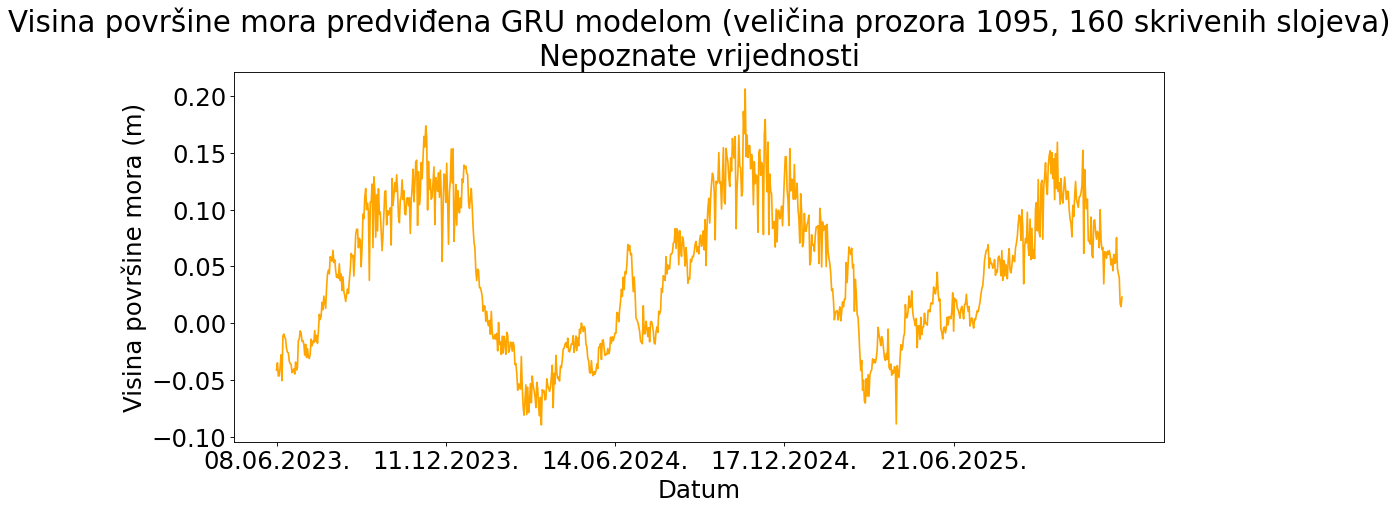 Visina površine mora predviđena GRU modelom (veličina prozora 1095, 160 skrivenih slojeva)
Nepoznate vrijednosti
Visina površine mora (m)
0.20
0.15
0.10
0.05
0.00
−0.05
−0.10
08.06.2023. 11.12.2023. 14.06.2024. 17.12.2024. 21.06.2025.
Datum